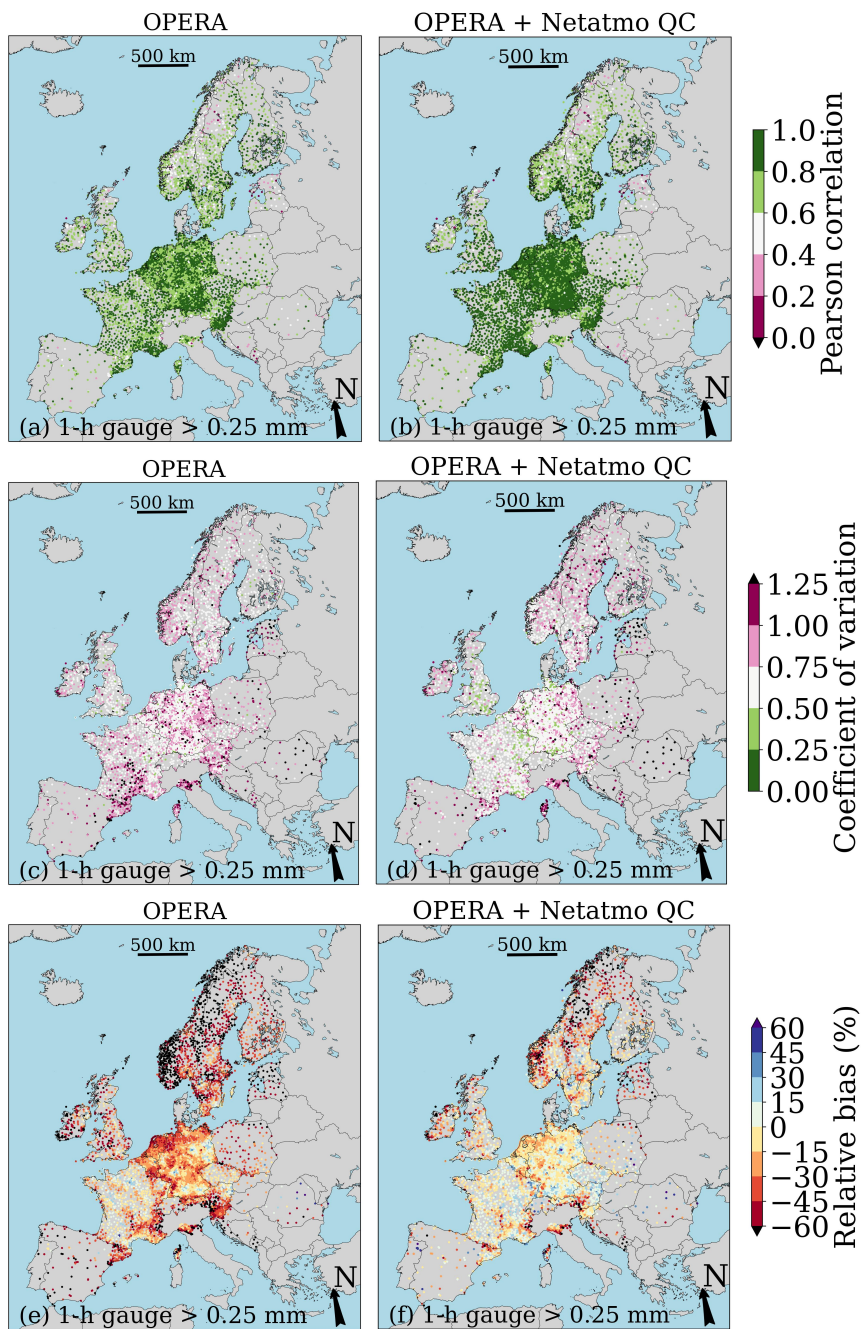 OPERA
OPERA + Netatmo QC
500 km
500 km
N
N
(a) 1-h gauge > 0.25 mm
(b) 1-h gauge > 0.25 mm
1.0
0.8
0.6
0.4
0.2
0.0
Pearson correlation
OPERA
OPERA + Netatmo QC
500 km
500 km
N
N
(c) 1-h gauge > 0.25 mm
(d) 1-h gauge > 0.25 mm
1.25
1.00
0.75
0.50
0.25
0.00
Coefficient of variation
OPERA
OPERA + Netatmo QC
500 km
500 km
N
N
(e) 1-h gauge > 0.25 mm
(f) 1-h gauge > 0.25 mm
60
45
30
15
0
−15
−30
−45
−60
Relative bias (%)